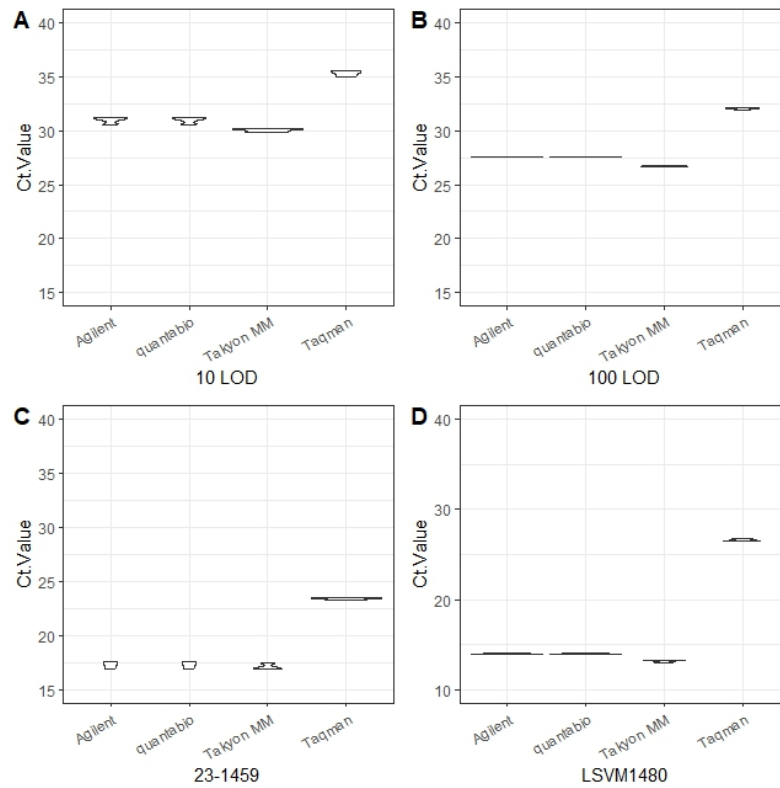 A
Ct.Value
40
35
30
25
20
15
Agilent
quantabio
Takyon MM
Taqman
10 LOD
B
Ct.Value
40
35
30
25
20
15
Agilent
quantabio
Takyon MM
Taqman
100 LOD
C
Ct.Value
40
35
30
25
20
15
Agilent
quantabio
Takyon MM
Taqman
23-1459
D
Ct.Value
40
30
20
10
Agilent
quantabio
Takyon MM
Taqman
LSVM1480